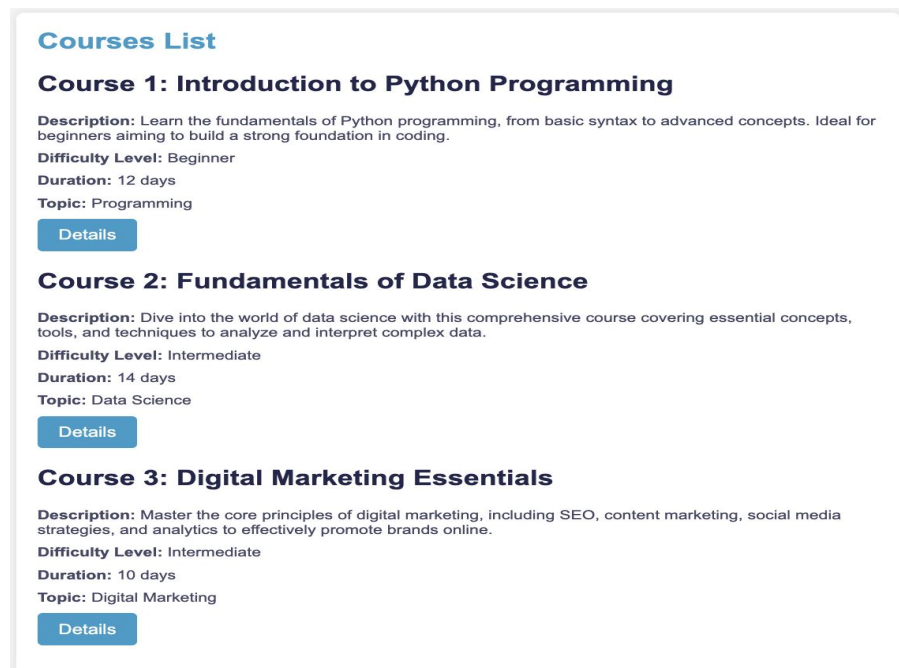 Courses List
Course 1: Introduction to Python Programming
Description: Learn the fundamentals of Python programming, from basic syntax to advanced concepts. Ideal for
beginners aiming to build a strong foundation in coding.
Difficulty Level: Beginner
Duration: 12 days
Topic: Programming
Details
Course 2: Fundamentals of Data Science
Description: Dive into the world of data science with this comprehensive course covering essential concepts,
tools, and techniques to analyze and interpret complex data.
Difficulty Level: Intermediate
Duration: 14 days
Topic: Data Science
Details
Course 3: Digital Marketing Essentials
Description: Master the core principles of digital marketing, including SEO, content marketing, social media
strategies, and analytics to effectively promote brands online.
Difficulty Level: Intermediate
Duration: 10 days
Topic: Digital Marketing
Details